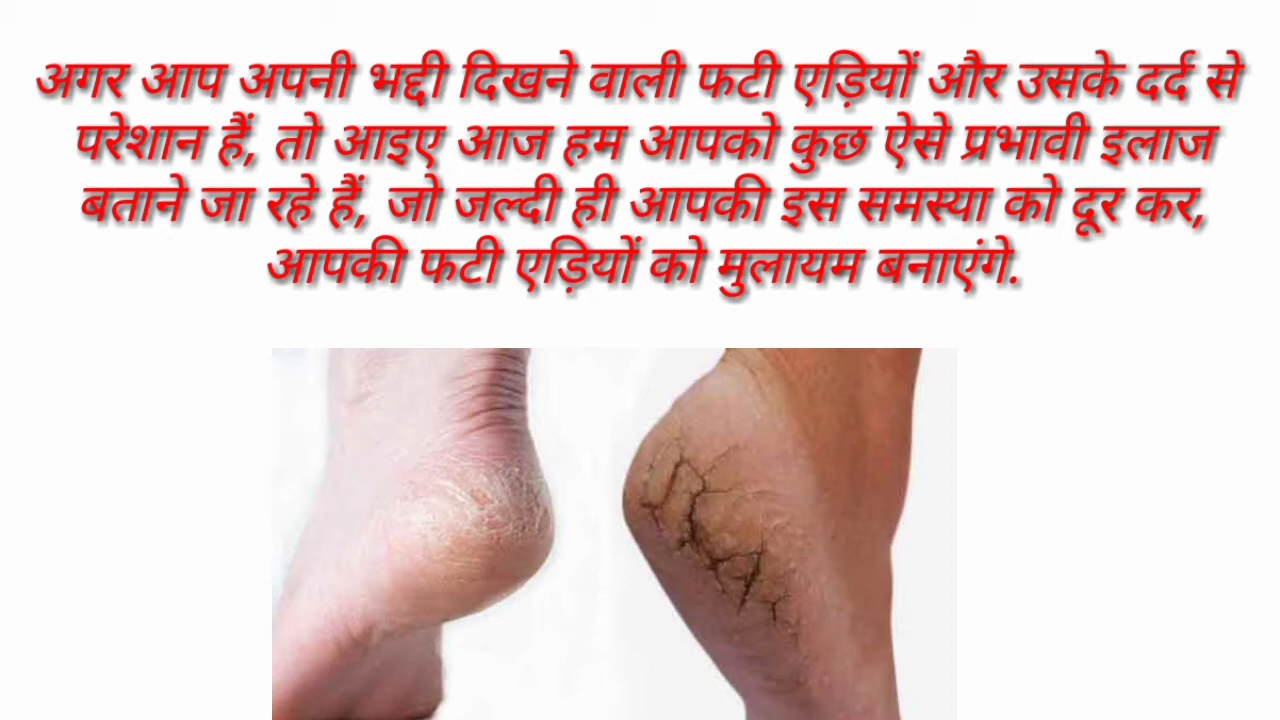 अगर आप अपनी भद्दी दिखने वाली फटी एड़ियों और उसके दर्द से
परेशान हैं, तो आइए आज हम आपको कुछ ऐसे प्रभावी इलाज
बताने जा रहे हैं, जो जल्दी ही आपकी इस समस्या को दूर कर,
आपकी फटी एड़ियों को मुलायम बनाएंगे.